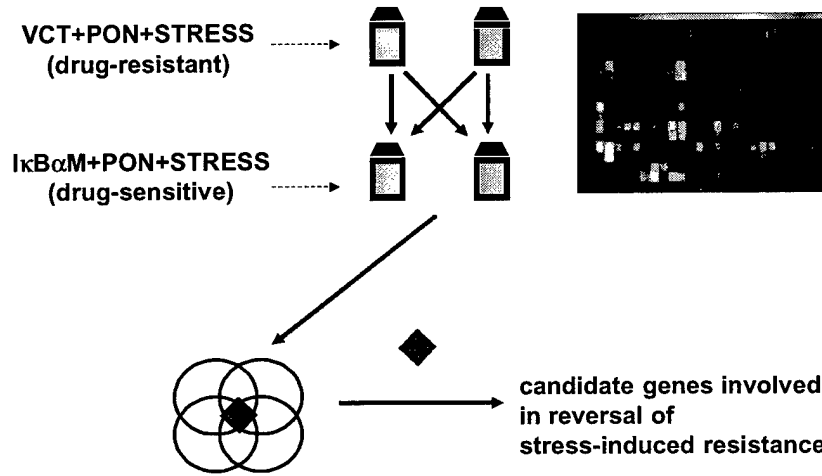 VCT+PON+STRESS
(drug-resistant)
IκBαM+PON+STRESS
(drug-sensitive)
candidate genes involved
in reversal of
stress-induced resistance